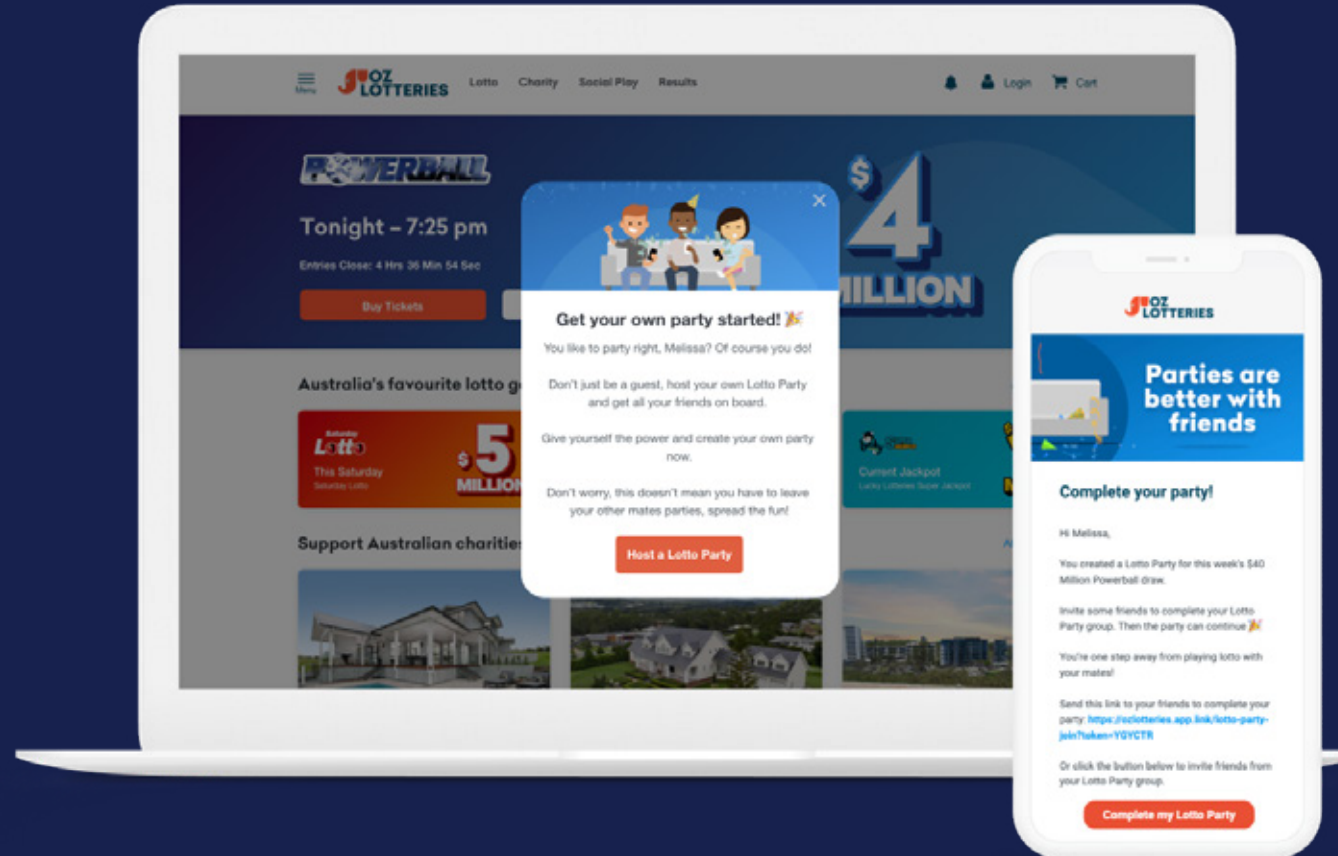 Menu
OZ
LOTTERIES
Lotto Charity Social Play Results
Login Cart
POWERBALL
Tonight – 7:25 pm
Entries Close: 4 Hrs 36 Min 54 Sec
Buy Tickets
$4
MILLION
Australia's favourite lotto g
Saturday
Lotto
This Saturday
Saturday Lotto
$5
MILLION
Current Jackpot
Lucky Lotteries Super Jackpot
Support Australian charities
Get your own party started! 🎉
You like to party right, Melissa? Of course you do!
Don't just be a guest, host your own Lotto Party
and get all your friends on board.
Give yourself the power and create your own party
now.
Don't worry, this doesn't mean you have to leave
your other mates parties, spread the fun!
Host a Lotto Party
OZ
LOTTERIES
Parties are
better with
friends
Complete your party!
Hi Melissa,
You created a Lotto Party for this week's $40
Million Powerball draw.
Invite some friends to complete your Lotto
Party group. Then the party can continue 🎉
You're one step away from playing lotto with
your mates!
Send this link to your friends to complete your
party: https://ozlotteries.app.link/lotto-party-
join?token=YGYCTR
Or click the button below to invite friends from
your Lotto Party group.
Complete my Lotto Party